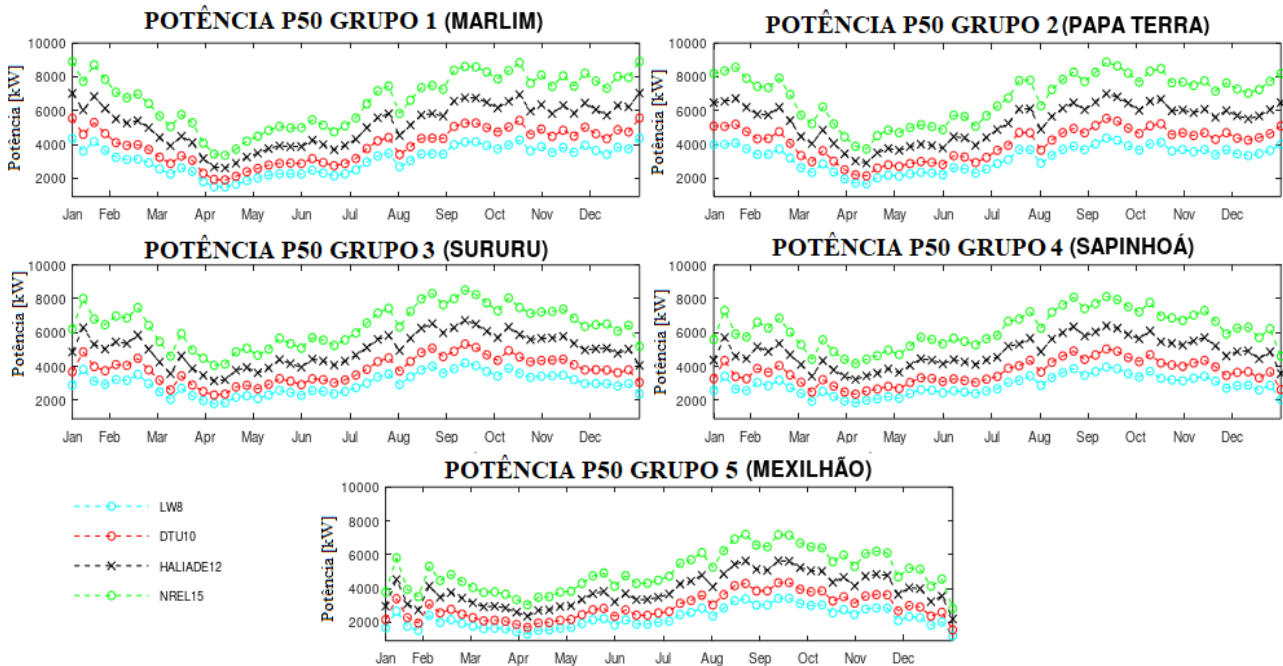 POTÊNCIA P50 GRUPO 1 (MARLIM)
Potência [kW]
10000
8000
6000
4000
2000
Jan Feb Mar Apr May Jun Jul Aug Sep Oct Nov Dec
POTÊNCIA P50 GRUPO 2 (PAPA TERRA)
Potência [kW]
10000
8000
6000
4000
2000
Jan Feb Mar Apr May Jun Jul Aug Sep Oct Nov Dec
POTÊNCIA P50 GRUPO 3 (SURURU)
Potência [kW]
10000
8000
6000
4000
2000
Jan Feb Mar Apr May Jun Jul Aug Sep Oct Nov Dec
POTÊNCIA P50 GRUPO 4 (SAPINHOÁ)
Potência [kW]
10000
8000
6000
4000
2000
Jan Feb Mar Apr May Jun Jul Aug Sep Oct Nov Dec
LW8
DTU10
HALIADE12
NREL15
POTÊNCIA P50 GRUPO 5 (MEXILHÃO)
Potência [kW]
10000
8000
6000
4000
2000
Jan Feb Mar Apr May Jun Jul Aug Sep Oct Nov Dec